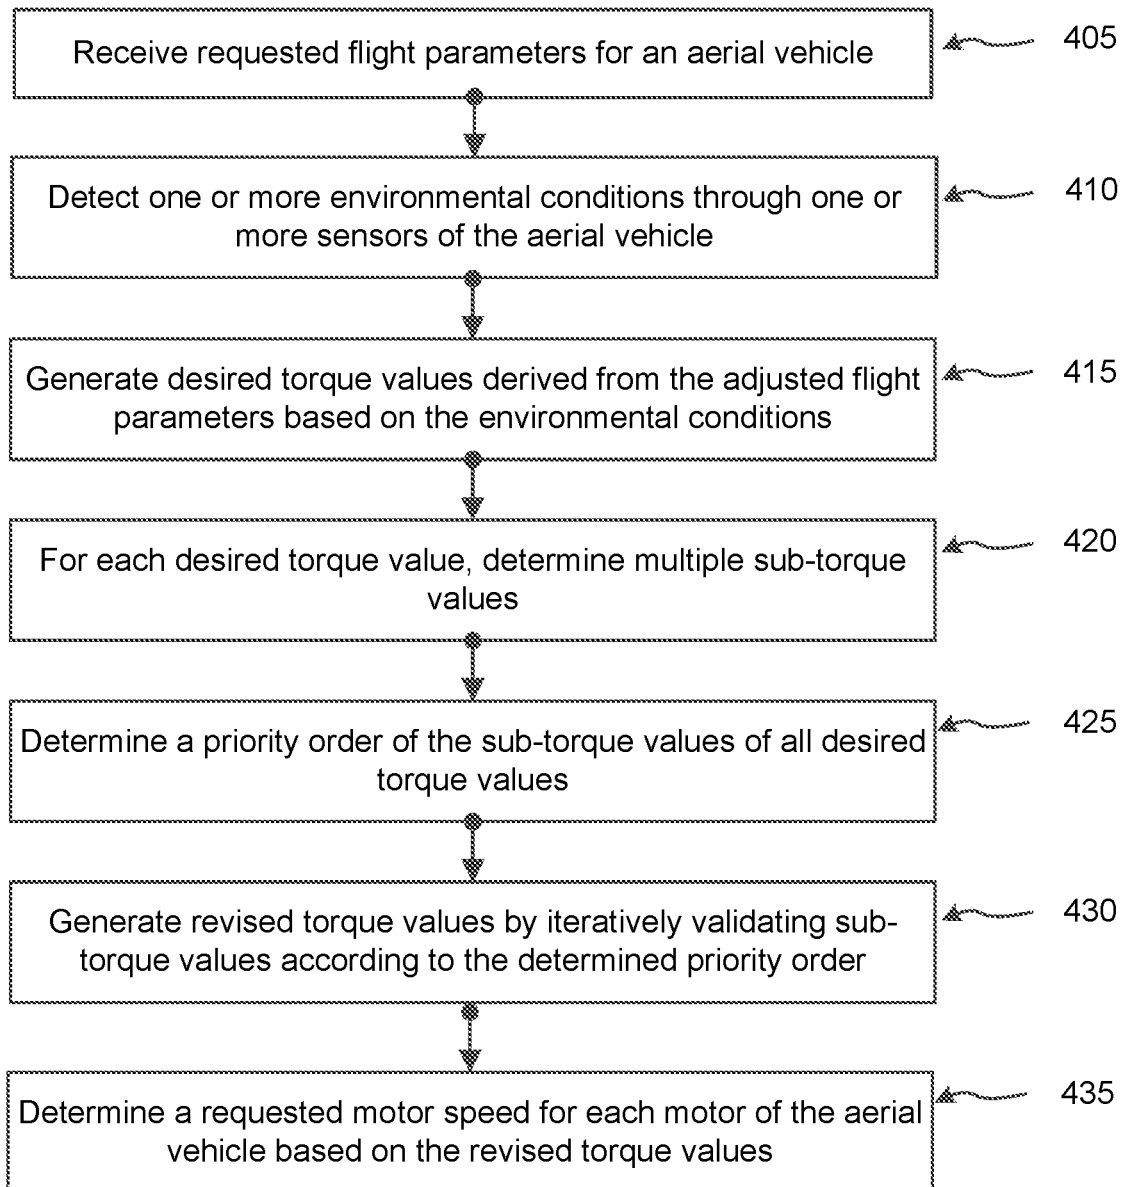 Receive requested flight parameters for an aerial vehicle
405
Detect one or more environmental conditions through one or
more sensors of the aerial vehicle
410
Generate desired torque values derived from the adjusted flight
parameters based on the environmental conditions
415
For each desired torque value, determine multiple sub-torque
values
420
Determine a priority order of the sub-torque values of all desired
torque values
425
Generate revised torque values by iteratively validating sub-
torque values according to the determined priority order
430
Determine a requested motor speed for each motor of the aerial
vehicle based on the revised torque values
435